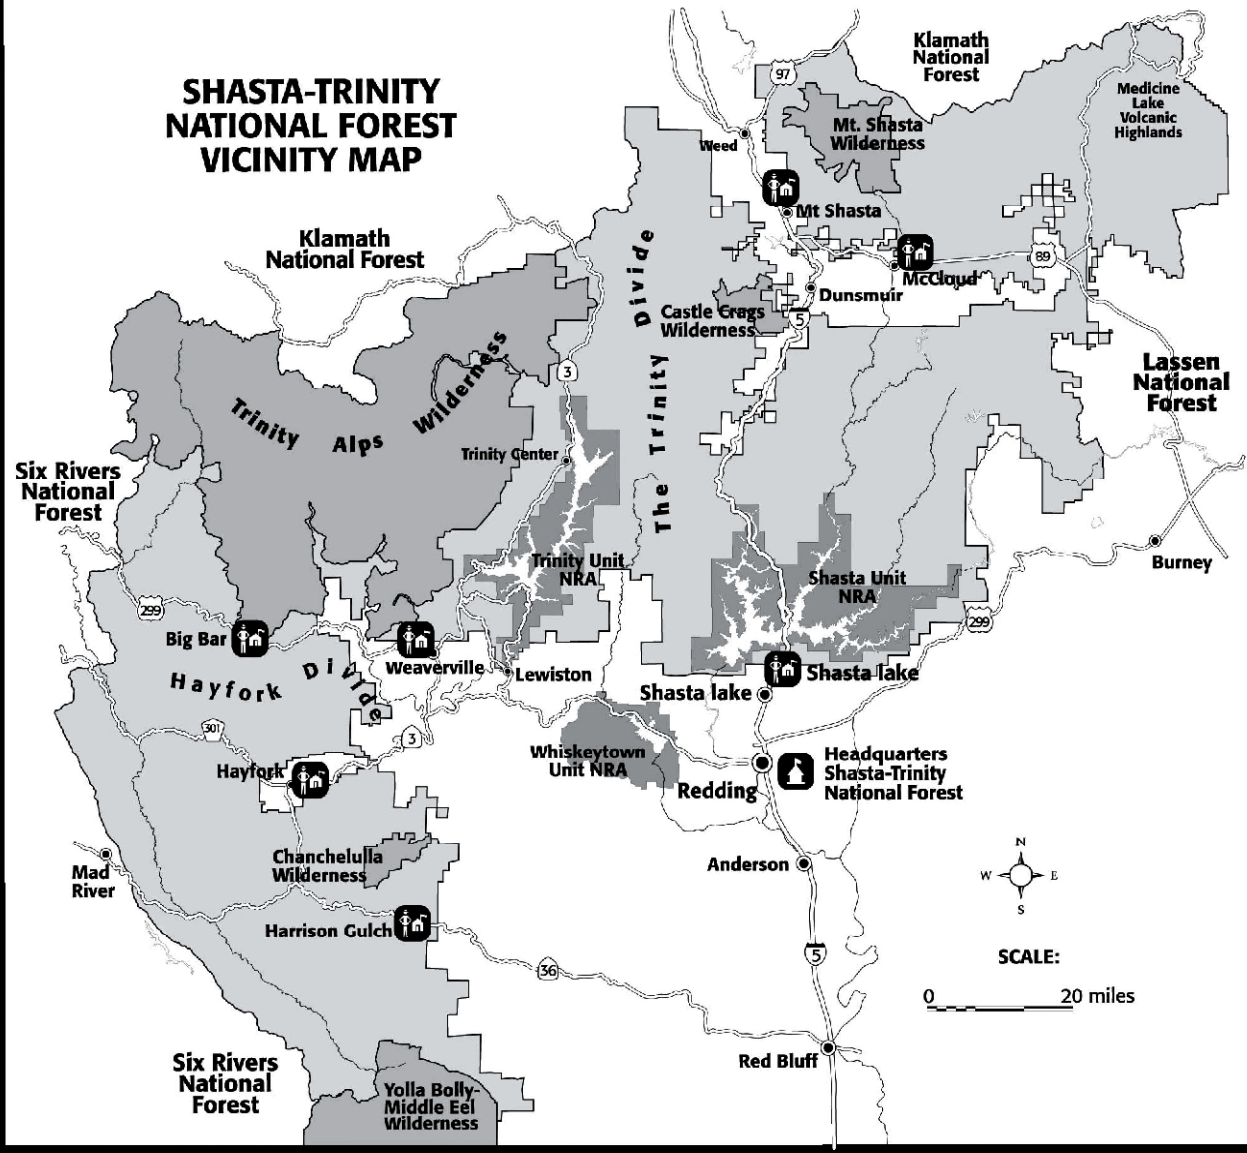 SHASTA-TRINITY
NATIONAL FOREST
VICINITY MAP
Klamath
National
Forest
97
Medicine
Lake
Volcanic
Highlands
Mt. Shasta
Wilderness
Weed
Mt Shasta
Klamath
National Forest
89
McCloud
Dunsmuir
Castle Crags
Wilderness
5
The Trinity Divide
Lassen
National
Forest
3
Trinity Alps Wilderness
Trinity Center
Six Rivers
National
Forest
Trinity Unit
NRA
Shasta Unit
NRA
Burney
299
299
Big Bar
Weaverville
Lewiston
Shasta lake
Shasta lake
Hayfork Divide
301
3
Whiskeytown
Unit NRA
Hayfork
Redding
Headquarters
Shasta-Trinity
National Forest
Chanchelulla
Wilderness
Anderson
Mad
River
N
W E
S
Harrison Gulch
5
36
SCALE:
0 20 miles
Red Bluff
Six Rivers
National
Forest
Yolla Bolly-
Middle Eel
Wilderness